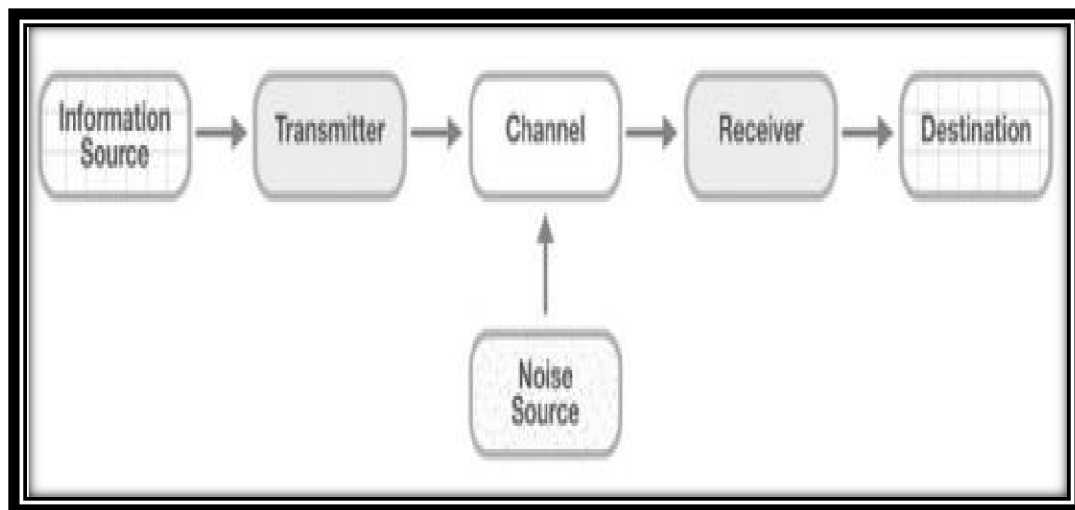 Information
Source
Transmitter
Channel
Receiver
Destination
Noise
Source